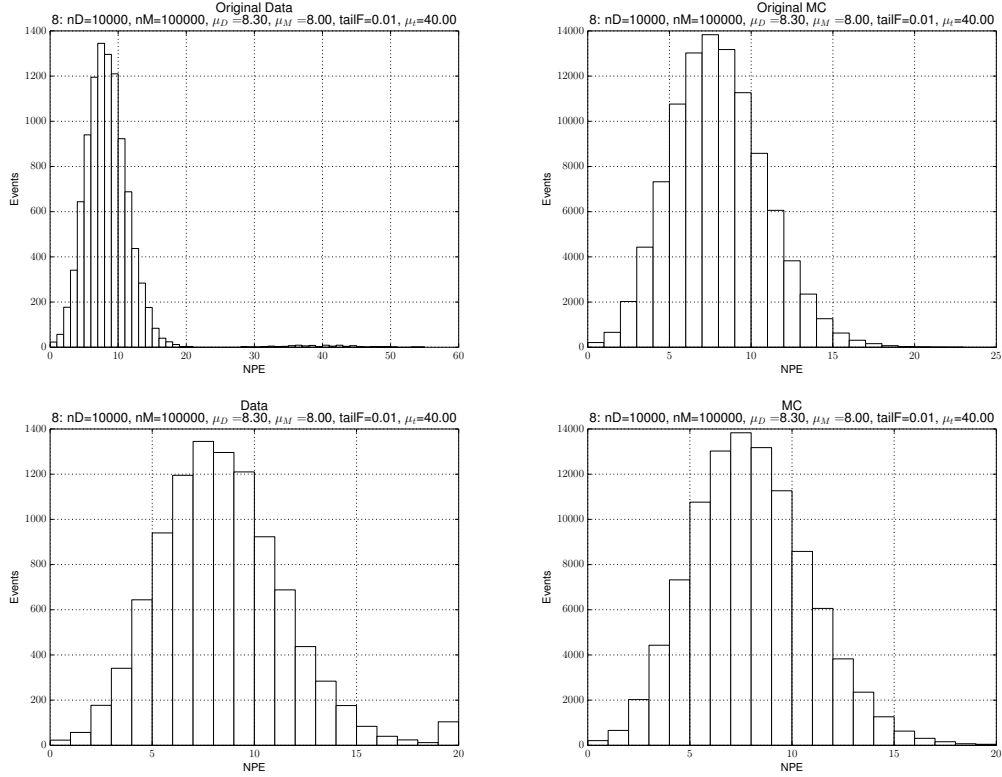 Original Data
8: nD=10000, nM=100000, μD =8.30, μM =8.00, tailF=0.01, μt=40.00
1400
1200
1000
800
600
400
200
0
Events
0 10 20 30 40 50 60
NPE
Original MC
8: nD=10000, nM=100000, μD =8.30, μM =8.00, tailF=0.01, μt=40.00
14000
12000
10000
8000
6000
4000
2000
0
Events
0 5 10 15 20 25
NPE
Data
8: nD=10000, nM=100000, μD =8.30, μM =8.00, tailF=0.01, μt=40.00
1400
1200
1000
800
600
400
200
0
Events
0 5 10 15 20
NPE
MC
8: nD=10000, nM=100000, μD =8.30, μM =8.00, tailF=0.01, μt=40.00
14000
12000
10000
8000
6000
4000
2000
0
Events
0 5 10 15 20
NPE